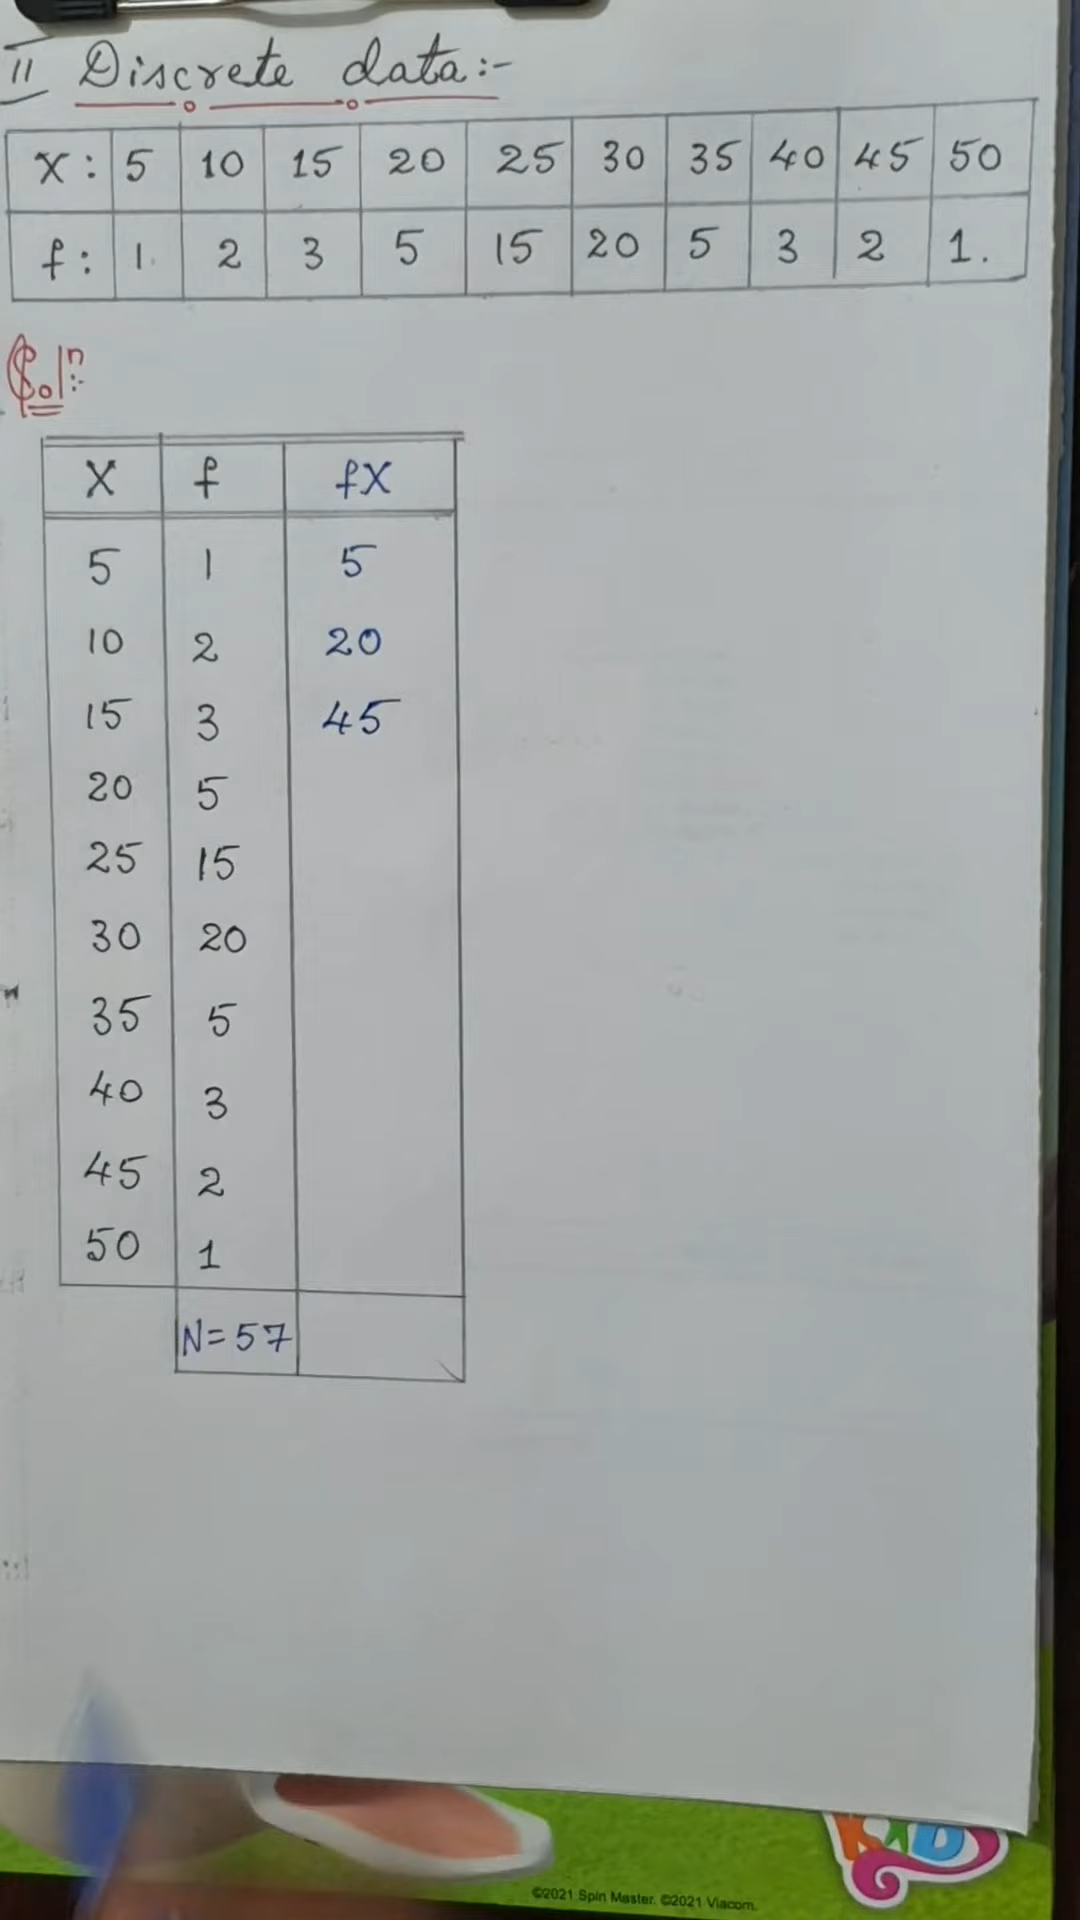 II Discrete data:-
X: 5 10 15 20 25 30 35 40 45 50
f: 1. 2 3 5 15 20 5 3 2 1.
Solⁿ:-
X f fX
5 1 5
10 2 20
15 3 45
20 5
25 15
30 20
35 5
40 3
45 2
50 1
N=57
©2021 Spin Master. ©2021 Viacom.